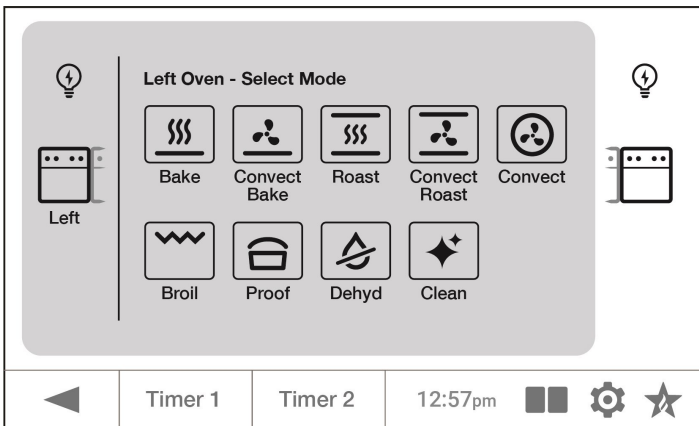 Left Oven - Select Mode
Bake
Convect
Bake
Roast
Convect
Roast
Convect
Left
Broil
Proof
Dehyd
Clean
Timer 1
Timer 2
12:57pm